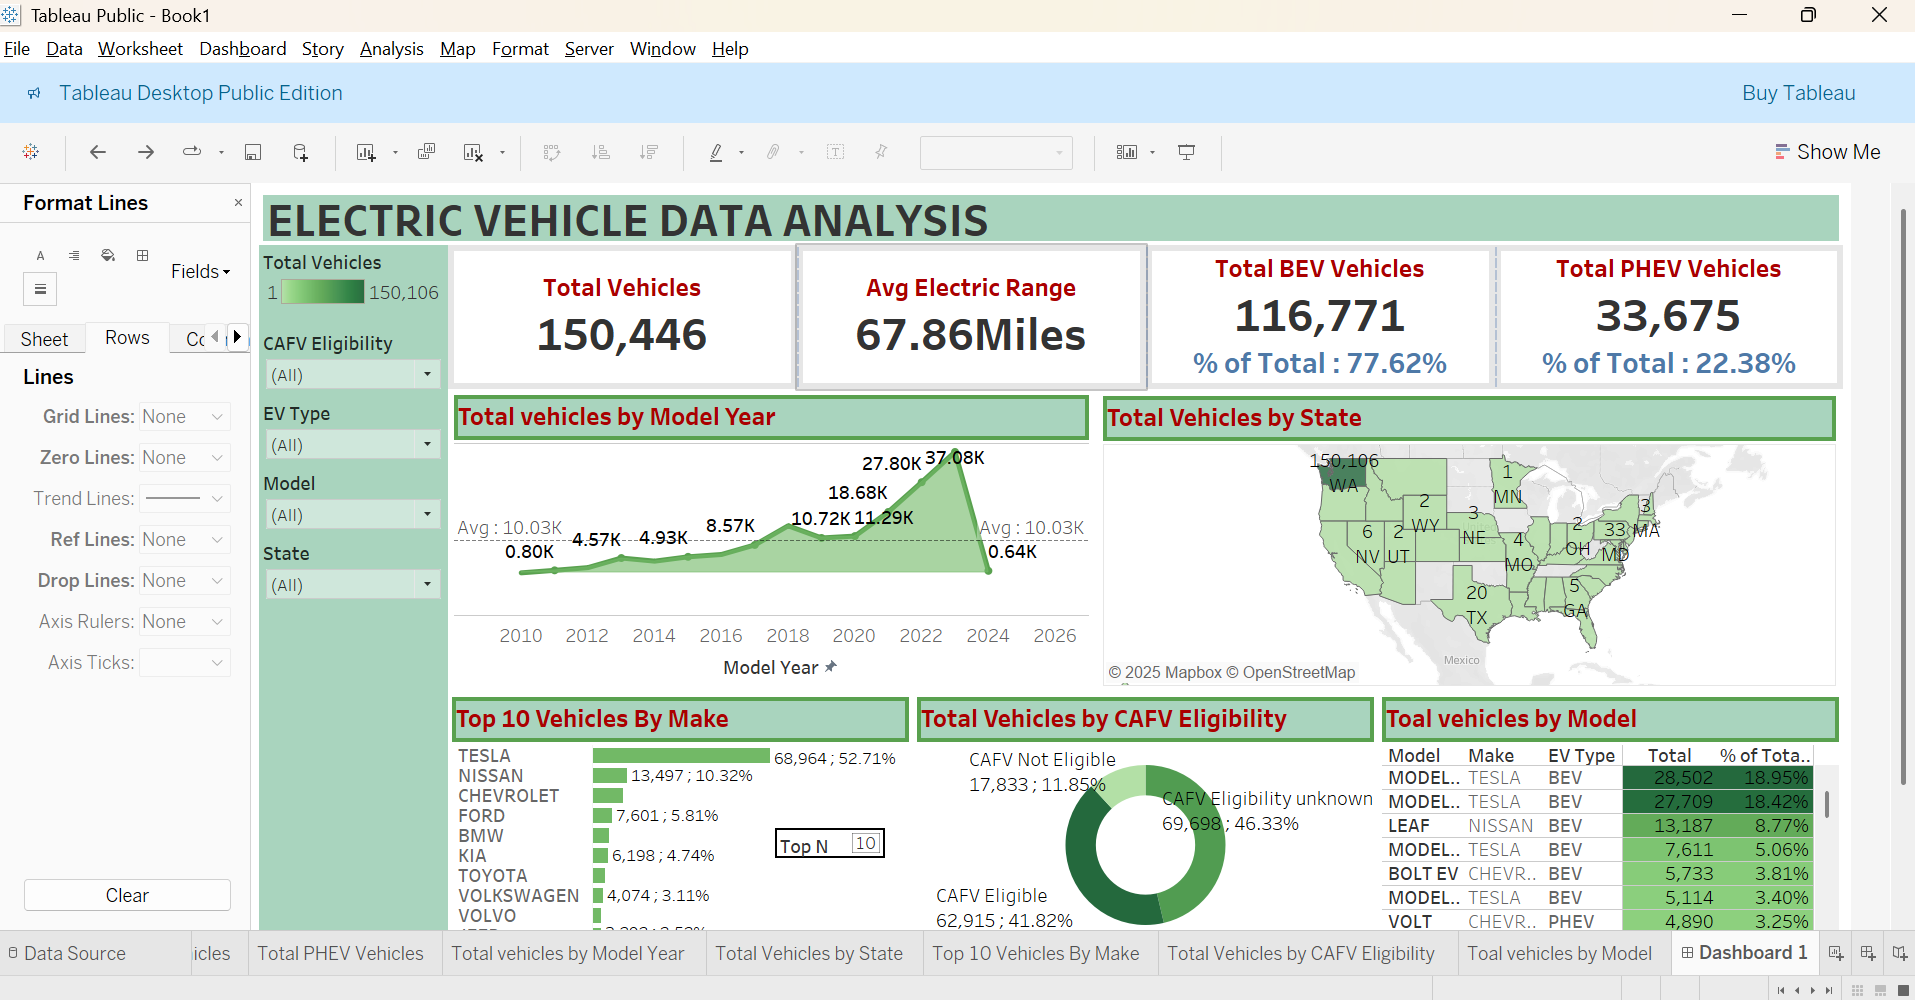 Tableau Public - Book1
File Data Worksheet Dashboard Story Analysis Map Format Server Window Help
Tableau Desktop Public Edition
Buy Tableau
Show Me
Format Lines
Fields
Sheet Rows
Lines
Grid Lines: None
Zero Lines: None
Trend Lines:
Ref Lines: None
Drop Lines: None
Axis Rulers: None
Axis Ticks:
Clear
ELECTRIC VEHICLE DATA ANALYSIS
Total Vehicles
1 150,106
CAFV Eligibility
(All)
EV Type
(All)
Model
(All)
State
(All)
Total Vehicles
150,446
Avg Electric Range
67.86Miles
Total BEV Vehicles
116,771
% of Total : 77.62%
Total PHEV Vehicles
33,675
% of Total : 22.38%
Total vehicles by Model Year
27.80K 37.08K
18.68K
10.72K 11.29K
8.57K
Avg : 10.03K
Avg : 10.03K
4.57K 4.93K
0.80K
0.64K
2010 2012 2014 2016 2018 2020 2022 2024 2026
Model Year
Total Vehicles by State
150,106
WA
1
MN
2
WY
3
NE
3
MA
6
NV
2
UT
4
MO
2
OH
33
MD
20
TX
5
GA
Mexico
© 2025 Mapbox © OpenStreetMap
Top 10 Vehicles By Make
TESLA 68,964 ; 52.71%
NISSAN 13,497 ; 10.32%
CHEVROLET
FORD 7,601 ; 5.81%
BMW
KIA 6,198 ; 4.74%
TOYOTA
VOLKSWAGEN 4,074 ; 3.11%
VOLVO
Top N 10
Total Vehicles by CAFV Eligibility
CAFV Not Eligible
17,833 ; 11.85%
CAFV Eligibility unknown
69,698 ; 46.33%
CAFV Eligible
62,915 ; 41.82%
Toal vehicles by Model
Model Make EV Type Total % of Tota..
MODEL.. TESLA BEV 28,502 18.95%
MODEL.. TESLA BEV 27,709 18.42%
LEAF NISSAN BEV 13,187 8.77%
MODEL.. TESLA BEV 7,611 5.06%
BOLT EV CHEVR.. BEV 5,733 3.81%
MODEL.. TESLA BEV 5,114 3.40%
VOLT CHEVR.. PHEV 4,890 3.25%
Data Source icles Total PHEV Vehicles Total vehicles by Model Year Total Vehicles by State Top 10 Vehicles By Make Total Vehicles by CAFV Eligibility Toal vehicles by Model Dashboard 1